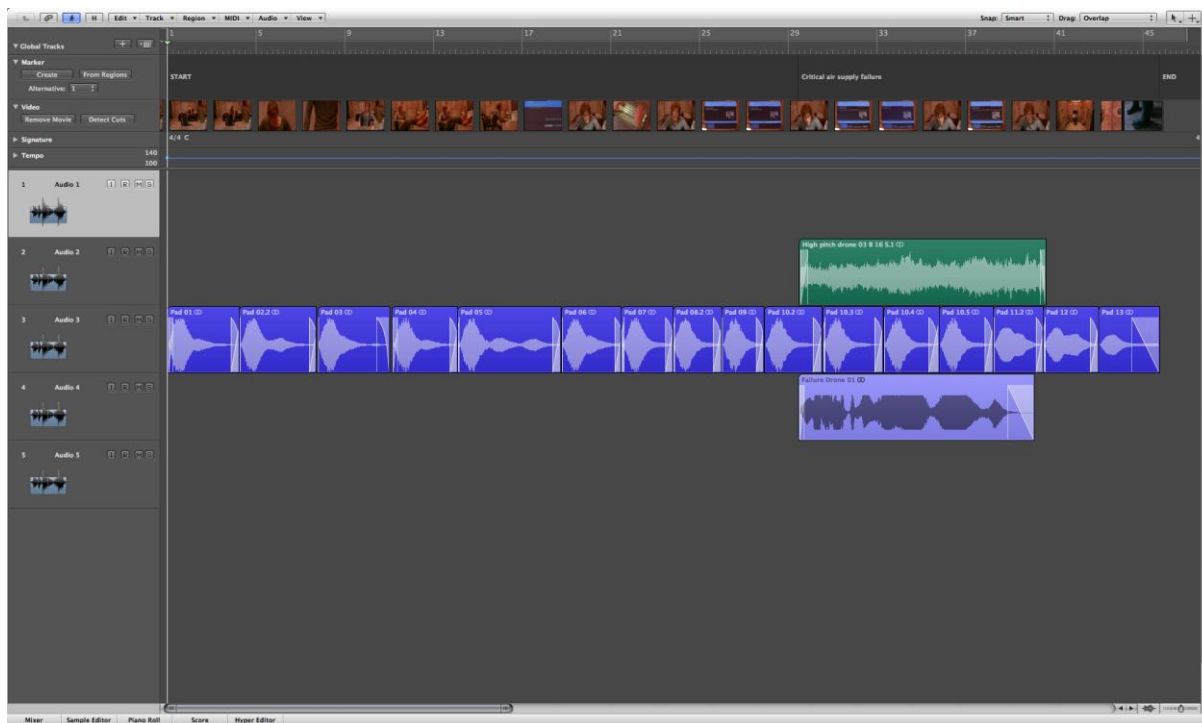 Edit Track Region MIDI Audio View Snap: Smart Drag: Overlap
1 5 9 13 17 21 25 29 33 37 41 45
Global Tracks
Marker
Create From Regions
Alternative: 1
START Critical air supply failure END
Video
Remove Movie Detect Cuts
Signature 4/4 C 4
Tempo 140
100
1 Audio 1 I R M S
2 Audio 2 I R M S
High pitch drone 03 B 16 S.1
3 Audio 3 I R M S
Pad 01 Pad 02.2 Pad 03 Pad 04 Pad 05 Pad 06 Pad 07 Pad 08.2 Pad 09 Pad 10.2 Pad 10.3 Pad 10.4 Pad 10.5 Pad 11.2 Pad 12 Pad 13
4 Audio 4 I R M S
Failure Drone 01
5 Audio 5 I R M S
Mixer Sample Editor Piano Roll Score Hyper Editor